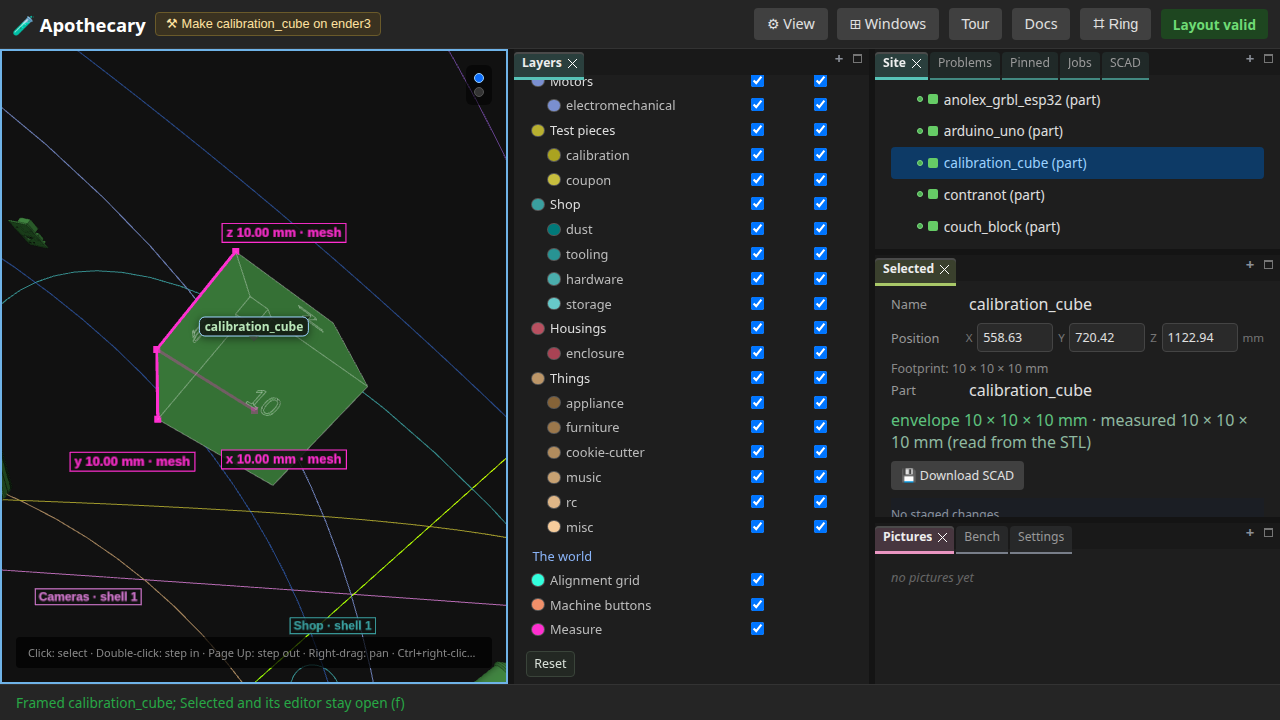 Apothecary
Make calibration_cube on ender3
View
Windows
Tour
Docs
Ring
Layout valid
z 10.00 mm · mesh
calibration_cube
10
y 10.00 mm · mesh
x 10.00 mm · mesh
Cameras · shell 1
Shop · shell 1
Click: select · Double-click: step in · Page Up: step out · Right-drag: pan · Ctrl+right-clic...
Layers
Motors
electromechanical
Test pieces
calibration
coupon
Shop
dust
tooling
hardware
storage
Housings
enclosure
Things
appliance
furniture
cookie-cutter
music
rc
misc
The world
Alignment grid
Machine buttons
Measure
Reset
Site
Problems
Pinned
Jobs
SCAD
anolex_grbl_esp32 (part)
arduino_uno (part)
calibration_cube (part)
contranot (part)
couch_block (part)
Selected
Name calibration_cube
Position X 558.63 Y 720.42 Z 1122.94 mm
Footprint: 10 × 10 × 10 mm
Part calibration_cube
envelope 10 × 10 × 10 mm · measured 10 × 10 ×
10 mm (read from the STL)
Download SCAD
No staged changes
Pictures
Bench
Settings
no pictures yet
Framed calibration_cube; Selected and its editor stay open (f)